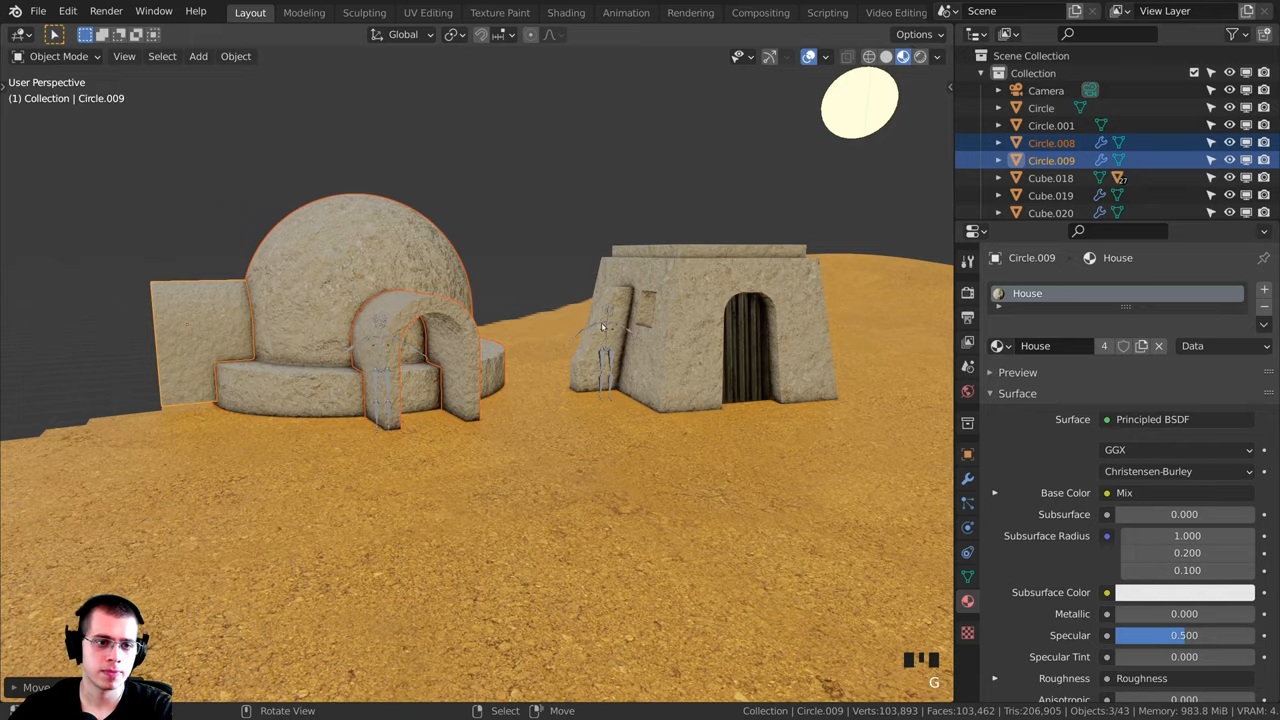 File Edit Render Window Help Layout Modeling Sculpting UV Editing Texture Paint Shading Animation Rendering Compositing Scripting Video Editing Scene View Layer
Global Options
Object Mode View Select Add Object
User Perspective
(1) Collection | Circle.009
Scene Collection
Collection
Camera
Circle
Circle.001
Circle.008
Circle.009
Cube.018 27
Cube.019
Cube.020
Circle.009 House
House
House 4 Data
Preview
Surface
Surface Principled BSDF
GGX
Christensen-Burley
Base Color Mix
Subsurface 0.000
Subsurface Radius 1.000
0.200
0.100
Subsurface Color
Metallic 0.000
Specular 0.500
Specular Tint 0.000
Roughness Roughness
Anisotropic 0.000
Move
G
Rotate View Select Move Collection | Circle.009 Verts:103,893 Faces:103,462 Tris:206,905 Objects:3/43 Memory: 983.8 MiB VRAM: 4.